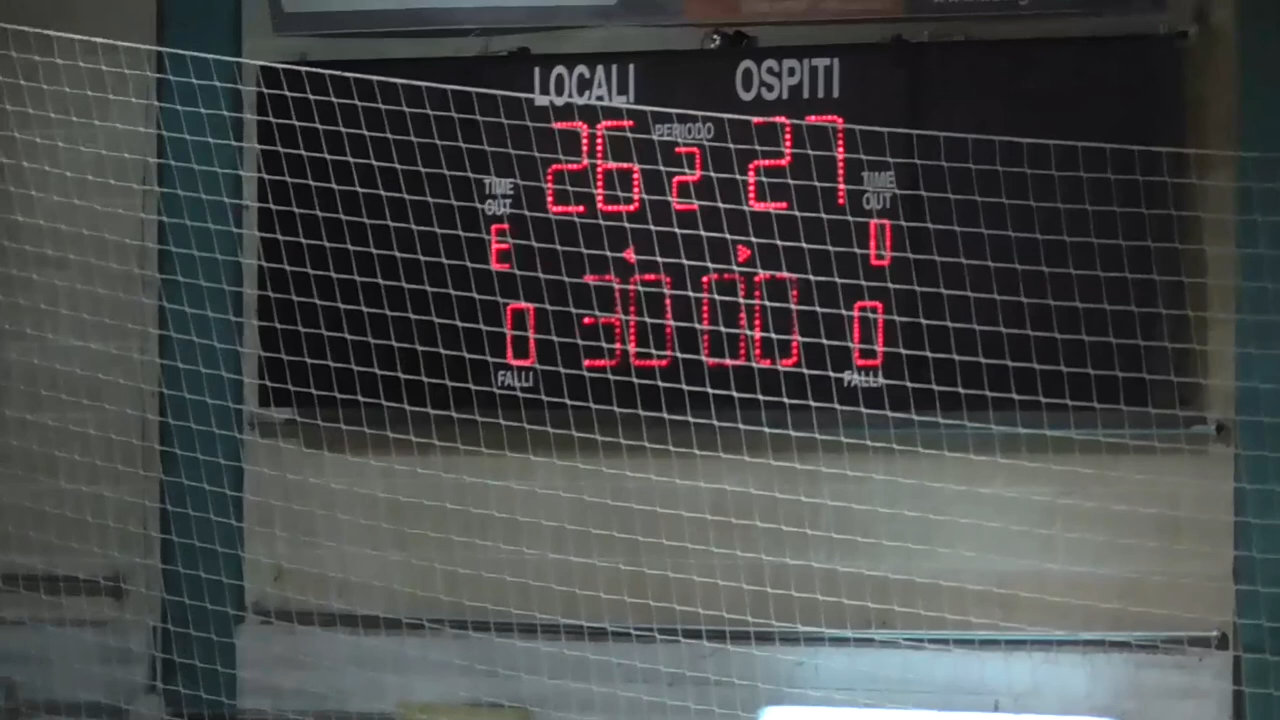 LOCALI OSPITI
26 PERIODO 27
2
TIME OUT TIME OUT
E 0
30 00
0 0
FALLI FALLI